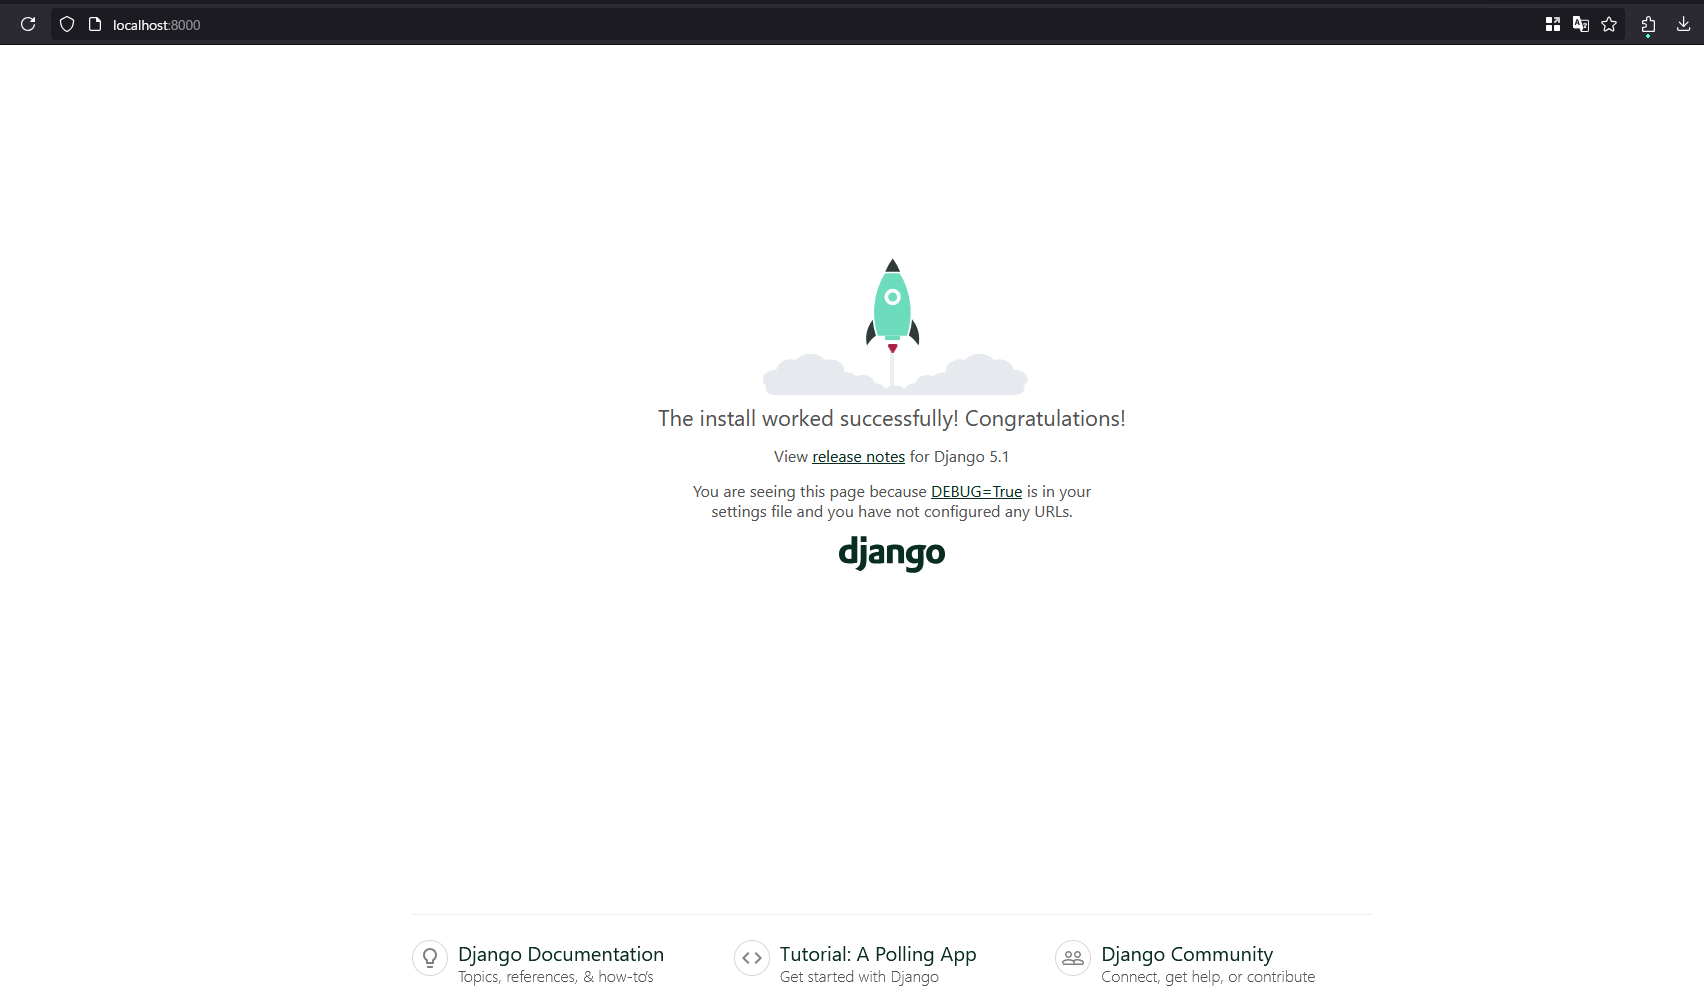 localhost:8000
The install worked successfully! Congratulations!
View release notes for Django 5.1
You are seeing this page because DEBUG=True is in your
settings file and you have not configured any URLs.
django
Django Documentation
Topics, references, & how-to's
Tutorial: A Polling App
Get started with Django
Django Community
Connect, get help, or contribute